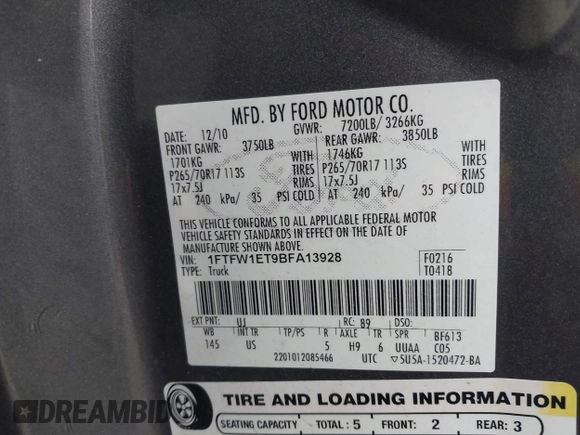 MFD. BY FORD MOTOR CO.
DATE: 12/10 GVWR: 7200LB/ 3266KG
FRONT GAWR: 3750LB REAR GAWR: 3850LB
1701KG WITH 1746KG WITH
P265/70R17 113S TIRES P265/70R17 113S TIRES
17x7.5J RIMS 17x7.5J RIMS
AT 240 kPa/ 35 PSI COLD AT 240 kPa/ 35 PSI COLD
THIS VEHICLE CONFORMS TO ALL APPLICABLE FEDERAL MOTOR
VEHICLE SAFETY STANDARDS IN EFFECT ON THE DATE OF
MANUFACTURE SHOWN ABOVE.
VIN: 1FTFW1ET9BFA13928 F0216
TYPE: Truck T0418
EXT PNT: UJ RC: 89 DSO:
WB INT TR TP/PS R AXLE TR SPR BF613
145 US 5 H9 6 UUAA C05
2201012085466 UTC ▽5U5A-1520472-BA
TIRE AND LOADING INFORMATION
SEATING CAPACITY TOTAL: 5 FRONT: 2 REAR: 3
DREAMBID